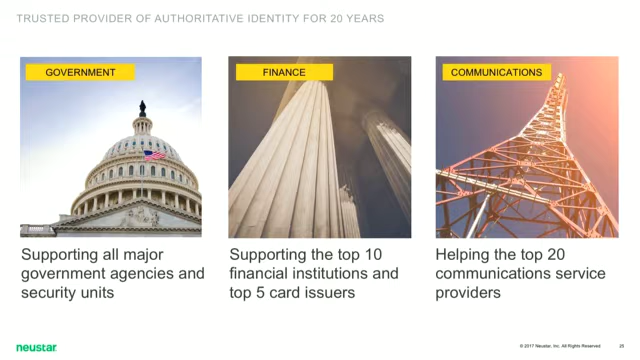 TRUSTED PROVIDER OF AUTHORITATIVE IDENTITY FOR 20 YEARS
GOVERNMENT
Supporting all major
government agencies and
security units
FINANCE
Supporting the top 10
financial institutions and
top 5 card issuers
COMMUNICATIONS
Helping the top 20
communications service
providers
neustar
© 2017 Neustar, Inc. All Rights Reserved
25